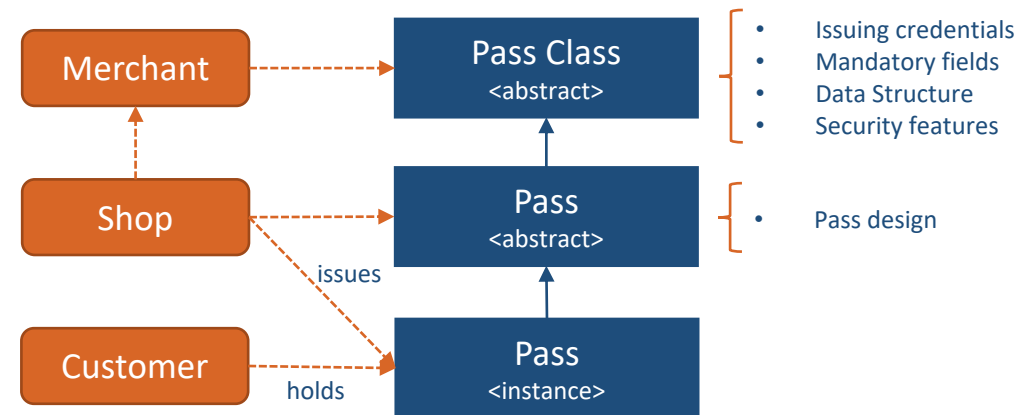 Merchant
Pass Class
<abstract>
• Issuing credentials
• Mandatory fields
• Data Structure
• Security features
Shop
Pass
<abstract>
• Pass design
issues
Customer
holds
Pass
<instance>